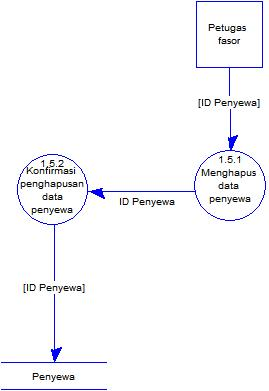 Petugas
fasor
[ID Penyewa]
1.5.1
Menghapus
data
penyewa
ID Penyewa
1.5.2
Konfirmasi
penghapusan
data
penyewa
[ID Penyewa]
Penyewa